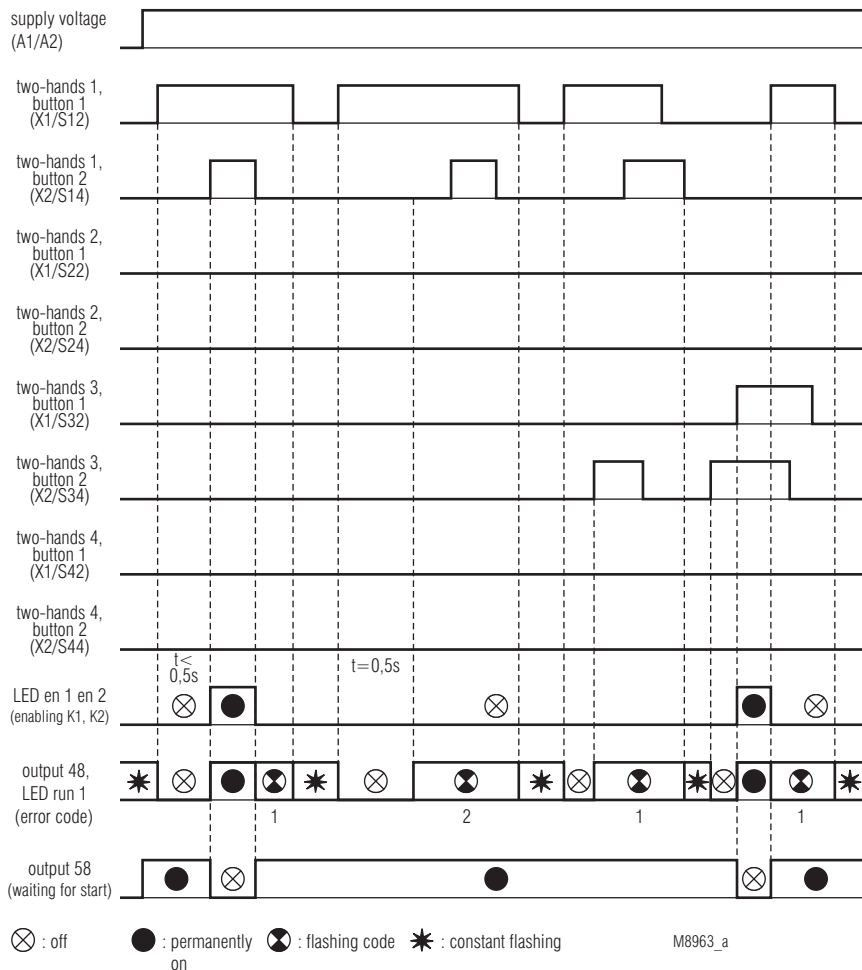 supply voltage
(A1/A2)
two-hands 1,
button 1
(X1/S12)
two-hands 1,
button 2
(X2/S14)
two-hands 2,
button 1
(X1/S22)
two-hands 2,
button 2
(X2/S24)
two-hands 3,
button 1
(X1/S32)
two-hands 3,
button 2
(X2/S34)
two-hands 4,
button 1
(X1/S42)
two-hands 4,
button 2
(X2/S44)
t<
0,5s
t=0,5s
LED en 1 en 2
(enabling K1, K2)
output 48,
LED run 1
(error code)
1 2 1 1
output 58
(waiting for start)
: off : permanently on : flashing code : constant flashing M8963_a